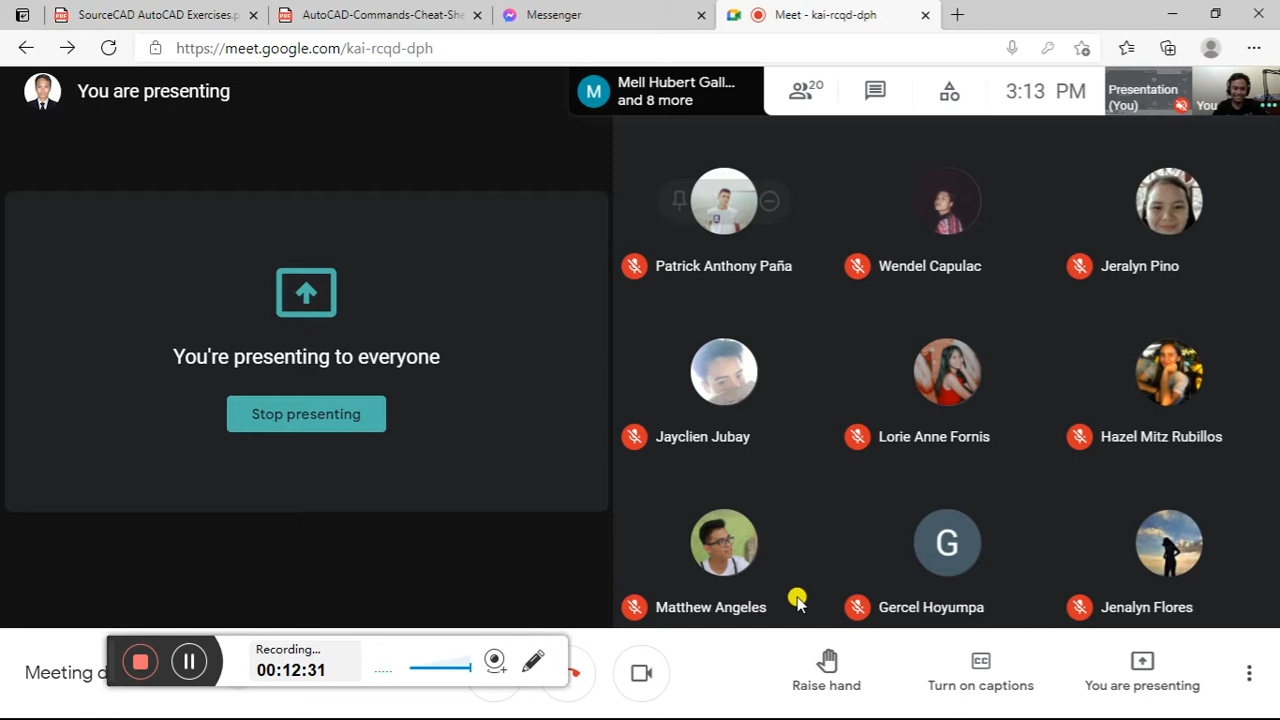 SourceCAD AutoCAD Exercises.p
AutoCAD-Commands-Cheat-She
Messenger
Meet - kai-rcqd-dph
https://meet.google.com/kai-rcqd-dph
You are presenting
M
Mell Hubert Gall...
and 8 more
20
3:13 PM
Presentation
(You)
You
You're presenting to everyone
Stop presenting
Patrick Anthony Paña
Wendel Capulac
Jeralyn Pino
Jayclien Jubay
Lorie Anne Fornis
Hazel Mitz Rubillos
G
Matthew Angeles
Gercel Hoyumpa
Jenalyn Flores
Meeting d
Recording...
00:12:31
Raise hand
Turn on captions
You are presenting